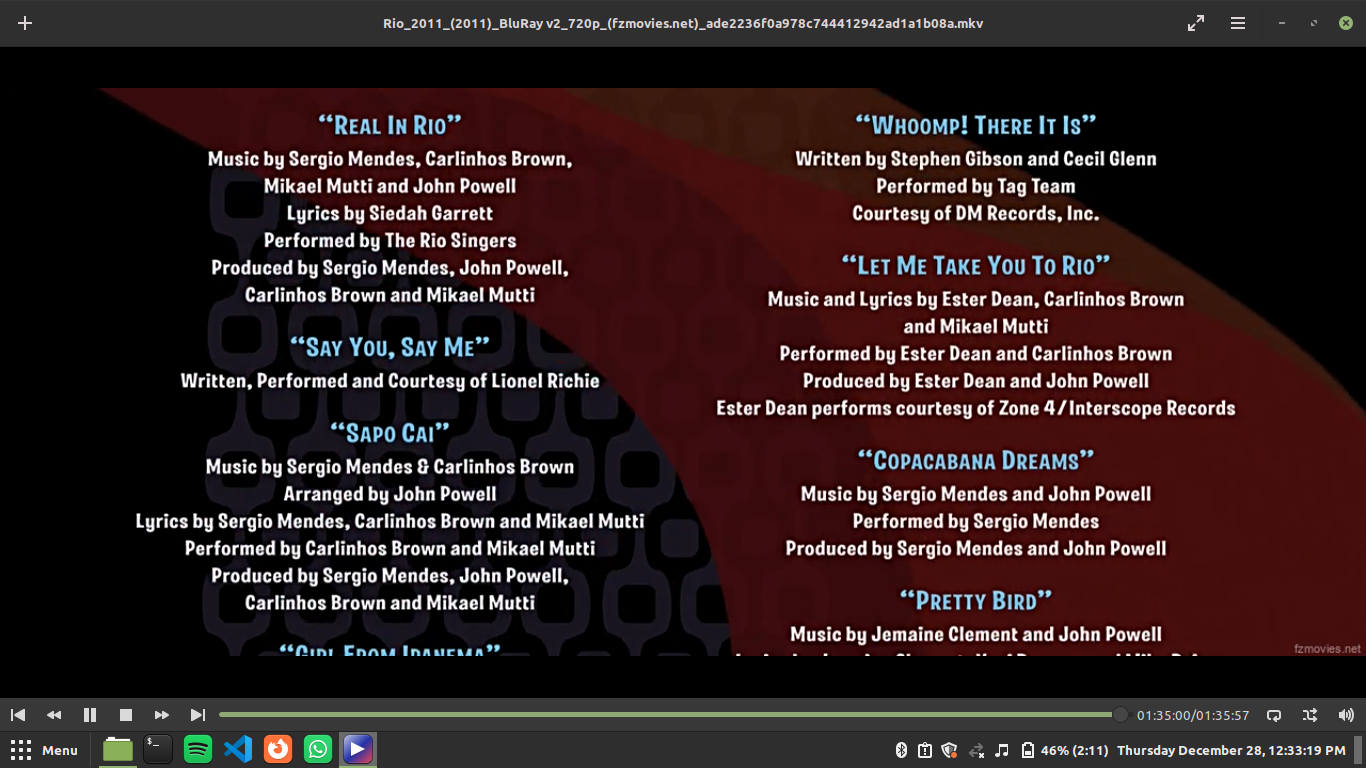 Rio_2011_(2011)_BluRay v2_720p_(fzmovies.net)_ade2236f0a978c744412942ad1a1b08a.mkv
“Real In Rio”
Music by Sergio Mendes, Carlinhos Brown,
Mikael Mutti and John Powell
Lyrics by Siedah Garrett
Performed by The Rio Singers
Produced by Sergio Mendes, John Powell,
Carlinhos Brown and Mikael Mutti
“Say You, Say Me”
Written, Performed and Courtesy of Lionel Richie
“Sapo Cai”
Music by Sergio Mendes & Carlinhos Brown
Arranged by John Powell
Lyrics by Sergio Mendes, Carlinhos Brown and Mikael Mutti
Performed by Carlinhos Brown and Mikael Mutti
Produced by Sergio Mendes, John Powell,
Carlinhos Brown and Mikael Mutti
“Girl From Ipanema”
“Whoomp! There It Is”
Written by Stephen Gibson and Cecil Glenn
Performed by Tag Team
Courtesy of DM Records, Inc.
“Let Me Take You To Rio”
Music and Lyrics by Ester Dean, Carlinhos Brown
and Mikael Mutti
Performed by Ester Dean and Carlinhos Brown
Produced by Ester Dean and John Powell
Ester Dean performs courtesy of Zone 4/Interscope Records
“Copacabana Dreams”
Music by Sergio Mendes and John Powell
Performed by Sergio Mendes
Produced by Sergio Mendes and John Powell
“Pretty Bird”
Music by Jemaine Clement and John Powell
fzmovies.net
01:35:00/01:35:57
Menu
46% (2:11)
Thursday December 28, 12:33:19 PM